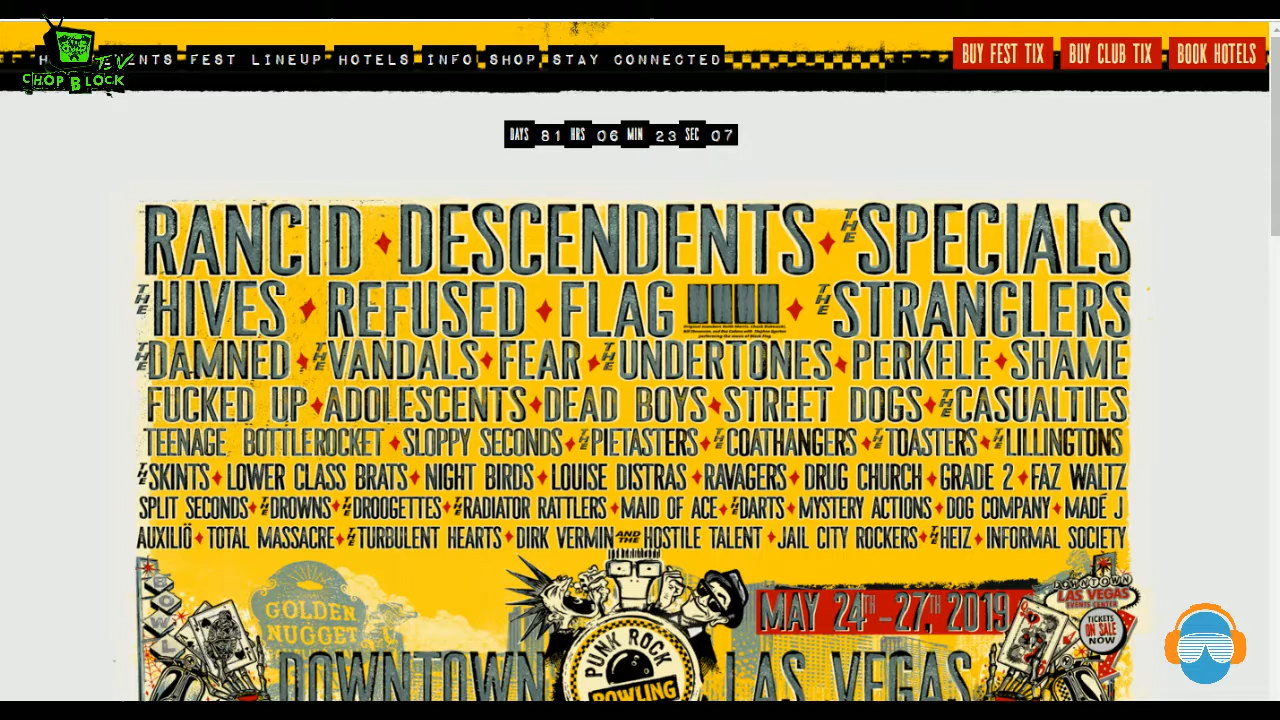 EVENTS FEST LINEUP HOTELS INFO SHOP STAY CONNECTED
BUY FEST TIX BUY CLUB TIX BOOK HOTELS
TV
CHOP BLOCK
DAYS 81 HRS 06 MIN 23 SEC 07
RANCID DESCENDENTS THE SPECIALS
THE HIVES REFUSED FLAG THE STRANGLERS
THE DAMNED THE VANDALS FEAR THE UNDERTONES PERKELE SHAME
FUCKED UP ADOLESCENTS DEAD BOYS STREET DOGS THE CASUALTIES
TEENAGE BOTTLEROCKET SLOPPY SECONDS THE PIETASTERS THE COATHANGERS THE TOASTERS THE LILLINGTONS
THE SKINTS LOWER CLASS BRATS NIGHT BIRDS LOUISE DISTRAS RAVAGERS DRUG CHURCH GRADE 2 FAZ WALTZ
SPLIT SECONDS THE DROWNS THE DROOGETTES THE RADIATOR RATTLERS MAID OF ACE THE DARTS MYSTERY ACTIONS DOG COMPANY MADÉ J
AUXILIÖ TOTAL MASSACRE THE TURBULENT HEARTS DIRK VERMIN AND THE HOSTILE TALENT JAIL CITY ROCKERS THE HEIZ INFORMAL SOCIETY
BOWL
GOLDEN
NUGGET
MAY 24TH - 27TH, 2019
DOWNTOWN
LAS VEGAS
EVENTS CENTER
TICKETS
ON SALE
NOW
PUNK ROCK
BOWLING
DOWNTOWN LAS VEGAS